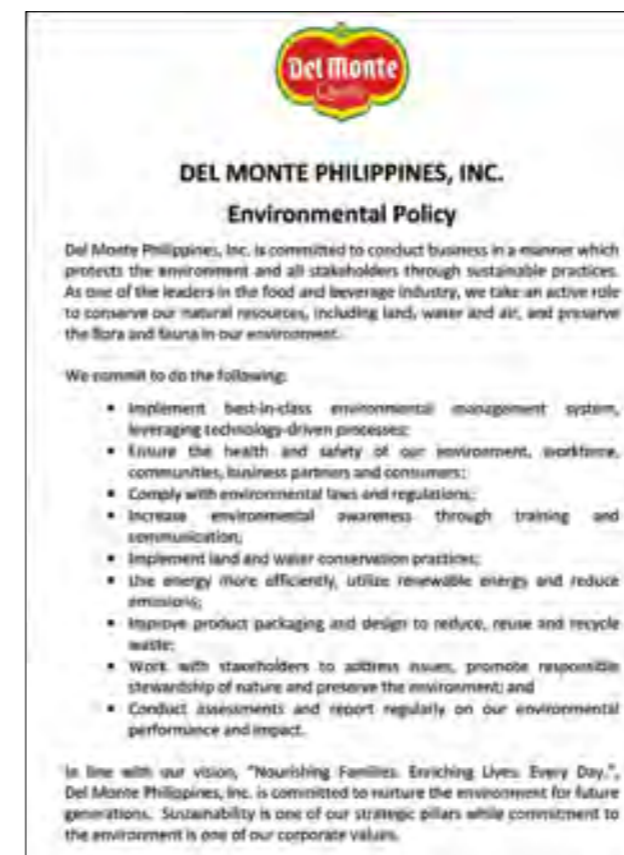 Del Monte
Quality
DEL MONTE PHILIPPINES, INC.
Environmental Policy
Del Monte Philippines, Inc. is committed to conduct business in a manner which
protects the environment and all stakeholders through sustainable practices.
As one of the leaders in the food and beverage industry, we take an active role
to conserve our natural resources, including land, water and air, and preserve
the flora and fauna in our environment.
We commit to do the following:
• Implement best-in-class environmental management system,
leveraging technology-driven processes;
• Ensure the health and safety of our environment, workforce,
communities, business partners and consumers;
• Comply with environmental laws and regulations;
• Increase environmental awareness through training and
communication;
• Implement land and water conservation practices;
• Use energy more efficiently, utilize renewable energy and reduce
emissions;
• Improve product packaging and design to reduce, reuse and recycle
waste;
• Work with stakeholders to address issues, promote responsible
stewardship of nature and preserve the environment; and
• Conduct assessments and report regularly on our environmental
performance and impact.
In line with our vision, "Nourishing Families. Enriching Lives. Every Day.",
Del Monte Philippines, Inc. is committed to nurture the environment for future
generations. Sustainability is one of our strategic pillars while commitment to
the environment is one of our corporate values.